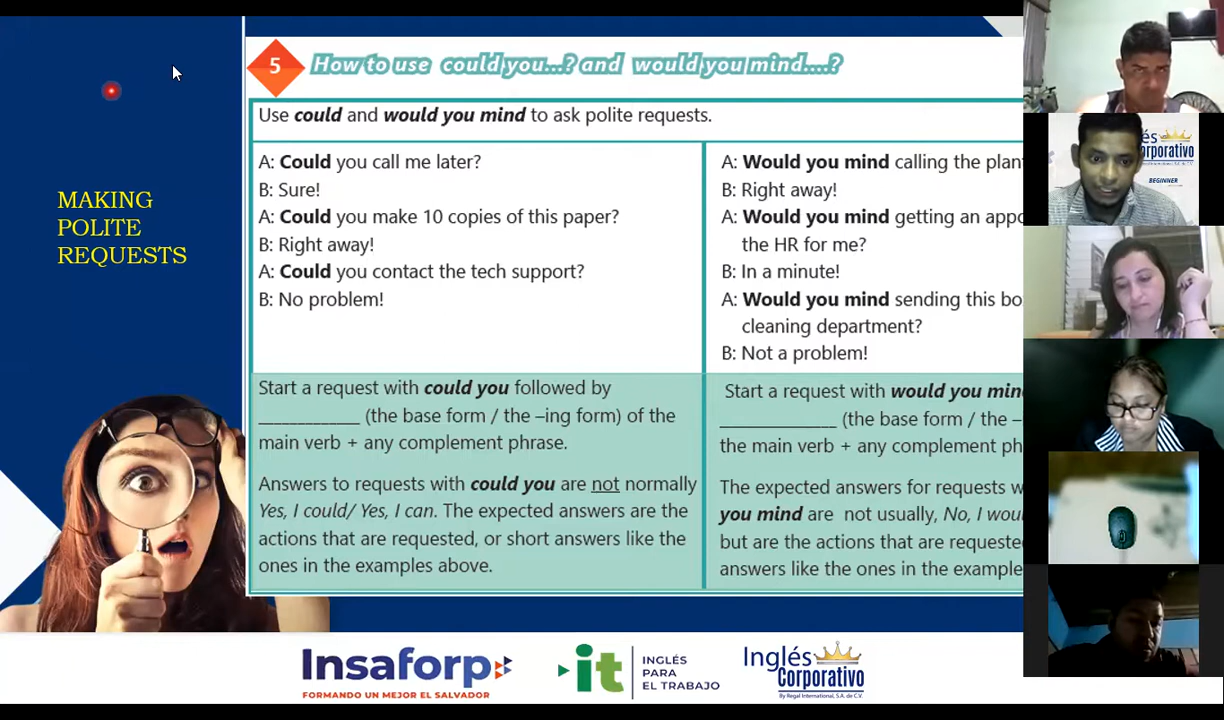 5 How to use could you...? and would you mind....?
Use could and would you mind to ask polite requests.
MAKING
POLITE
REQUESTS
A: Could you call me later?
B: Sure!
A: Could you make 10 copies of this paper?
B: Right away!
A: Could you contact the tech support?
B: No problem!
A: Would you mind calling the plant
B: Right away!
A: Would you mind getting an appo
the HR for me?
B: In a minute!
A: Would you mind sending this bo
cleaning department?
B: Not a problem!
Start a request with could you followed by
_____________ (the base form / the –ing form) of the
main verb + any complement phrase.
Answers to requests with could you are not normally
Yes, I could/ Yes, I can. The expected answers are the
actions that are requested, or short answers like the
ones in the examples above.
Start a request with would you min
_______________ (the base form / the –
the main verb + any complement ph
The expected answers for requests w
you mind are not usually, No, I wou
but are the actions that are requeste
answers like the ones in the example
és
orporativo
BEGINNER
Insaforp
FORMANDO UN MEJOR EL SALVADOR
it
INGLÉS
PARA
EL TRABAJO
Inglés
Corporativo
By Regal International, S.A. de C.V.